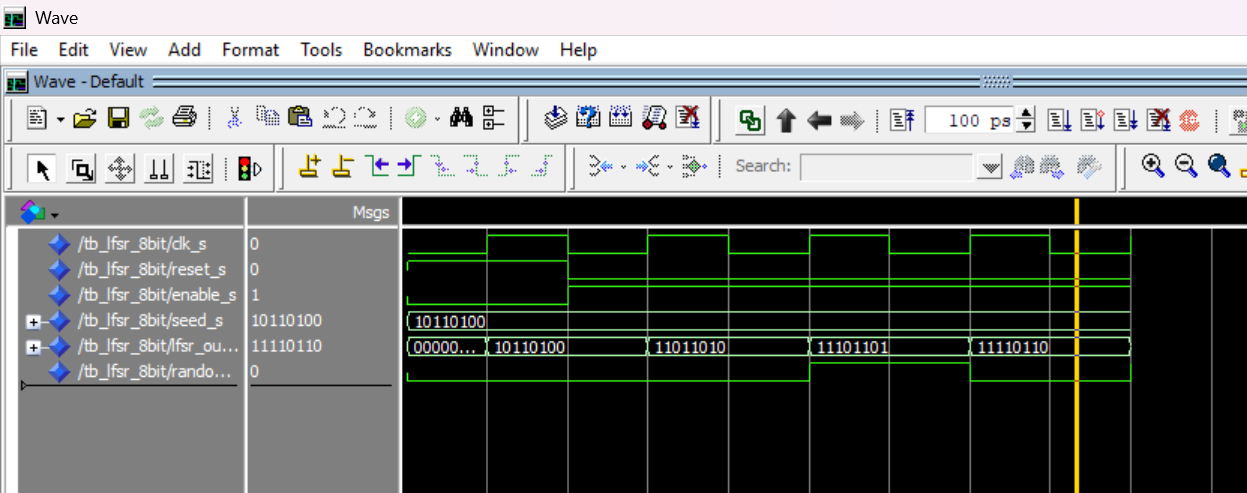 Wave
File Edit View Add Format Tools Bookmarks Window Help
Wave - Default
100 ps
Search:
Msgs
/tb_lfsr_8bit/clk_s 0
/tb_lfsr_8bit/reset_s 0
/tb_lfsr_8bit/enable_s 1
/tb_lfsr_8bit/seed_s 10110100 10110100
/tb_lfsr_8bit/lfsr_ou... 11110110 00000... 10110100 11011010 11101101 11110110
/tb_lfsr_8bit/rando... 0